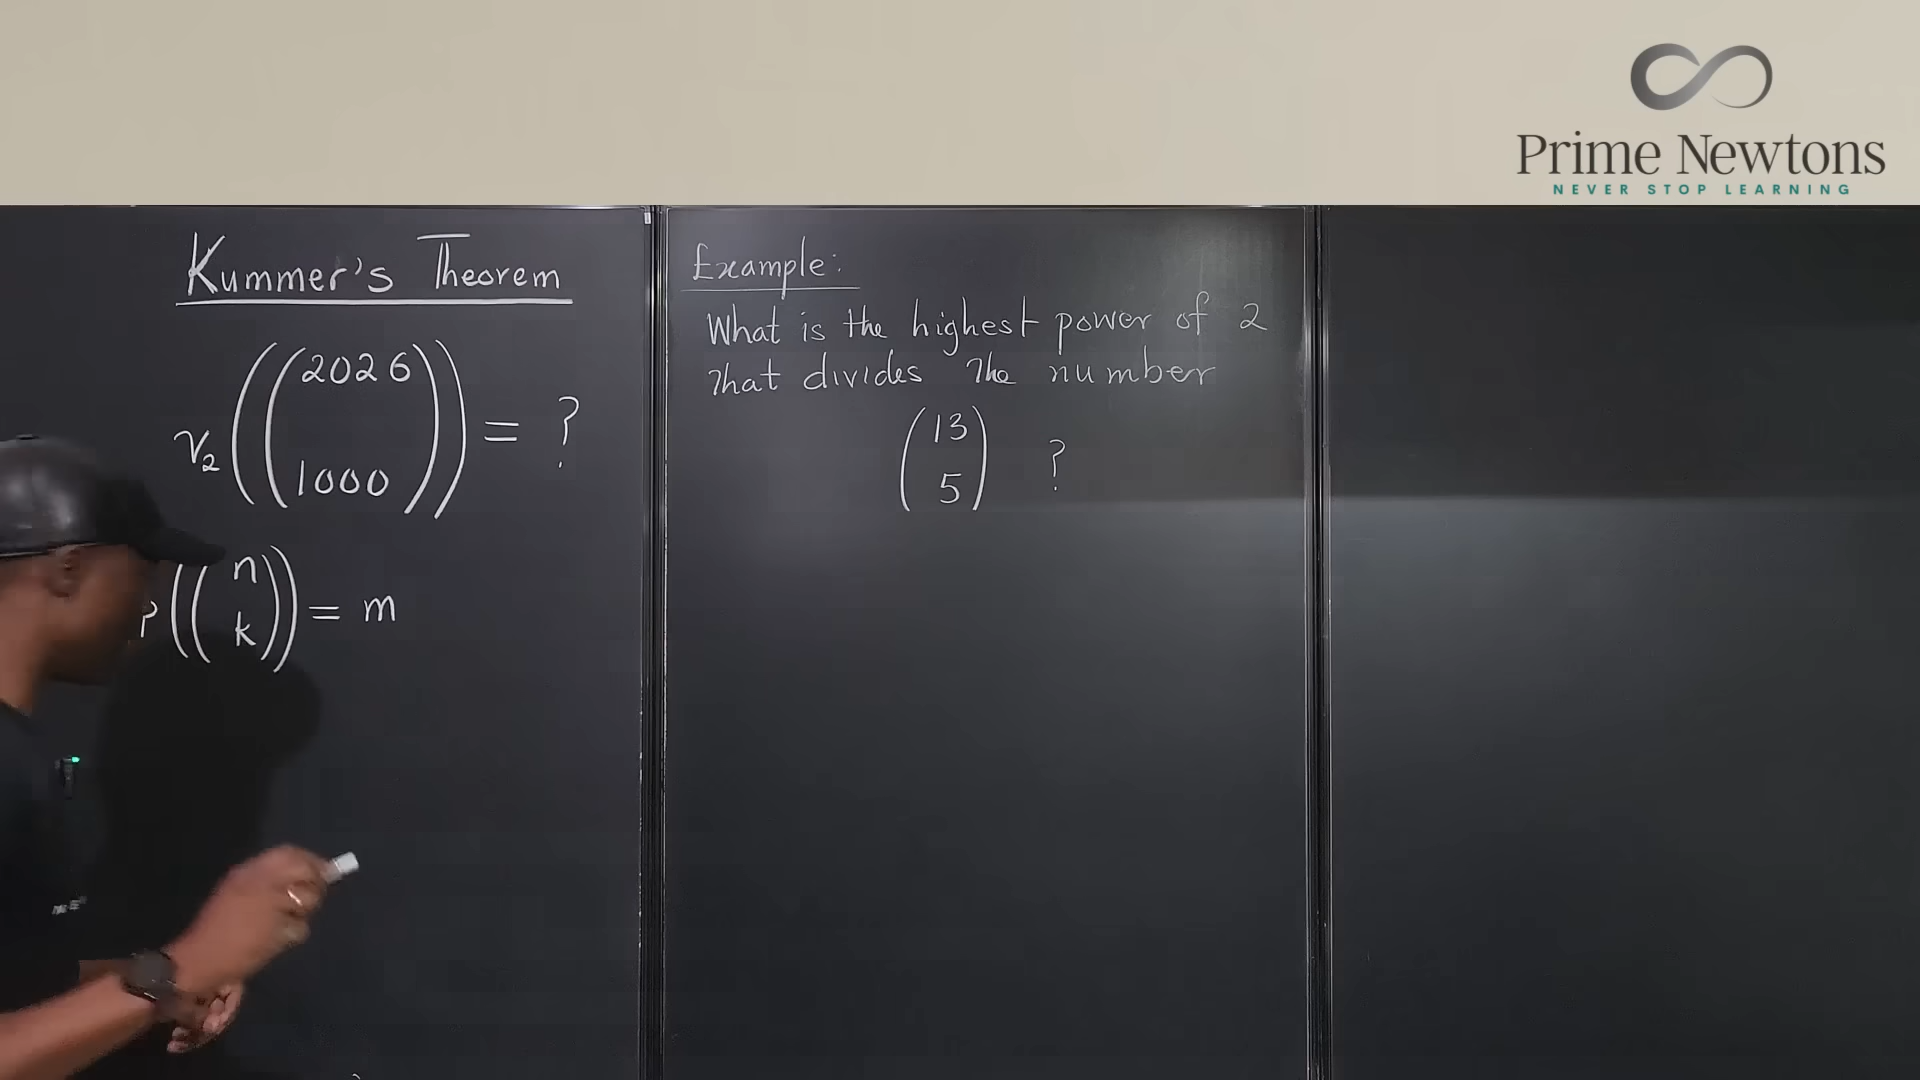 Prime Newtons
NEVER STOP LEARNING
Kummer's Theorem
ν₂((2026
1000)) = ?
P((n
k)) = m
Example:
What is the highest power of 2
that divides the number
(13
5) ?